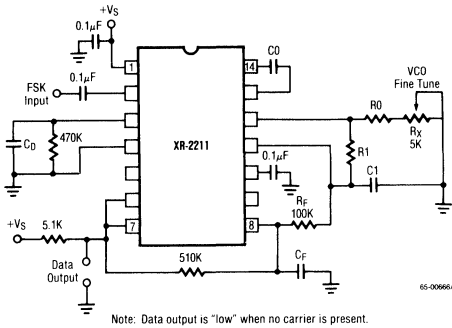 +VS
0.1µF
1
14
C0
0.1µF
FSK
Input
VCO
Fine Tune
R0
RX
5K
CD
470K
XR-2211
R1
0.1µF
C1
RF
100K
+VS
5.1K
7
8
Data
Output
510K
CF
65-00666A
Note: Data output is "low" when no carrier is present.